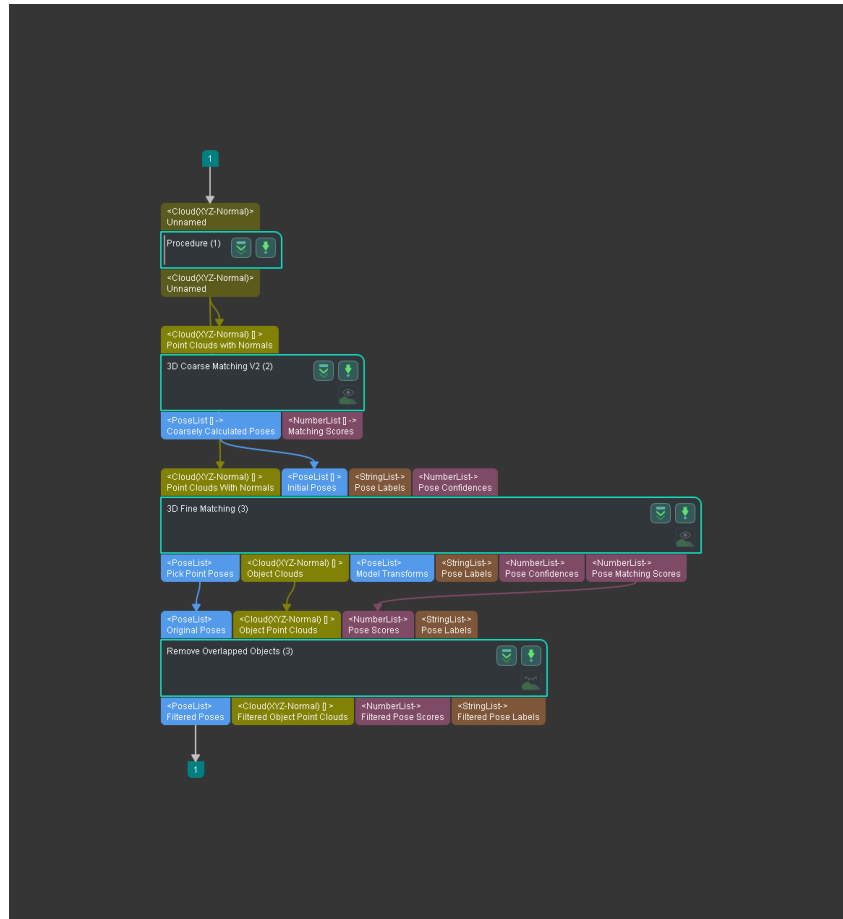 1
<Cloud(XYZ-Normal)>
Unnamed
Procedure (1)
<Cloud(XYZ-Normal)>
Unnamed
<Cloud(XYZ-Normal) [] >
Point Clouds with Normals
3D Coarse Matching V2 (2)
<PoseList [] ->
Coarsely Calculated Poses
<NumberList [] ->
Matching Scores
<Cloud(XYZ-Normal) [] >
Point Clouds With Normals
<PoseList [] >
Initial Poses
<StringList->
Pose Labels
<NumberList->
Pose Confidences
3D Fine Matching (3)
<PoseList>
Pick Point Poses
<Cloud(XYZ-Normal) [] >
Object Clouds
<PoseList>
Model Transforms
<StringList->
Pose Labels
<NumberList->
Pose Confidences
<NumberList->
Pose Matching Scores
<PoseList>
Original Poses
<Cloud(XYZ-Normal) [] >
Object Point Clouds
<NumberList->
Pose Scores
<StringList->
Pose Labels
Remove Overlapped Objects (3)
<PoseList>
Filtered Poses
<Cloud(XYZ-Normal) [] >
Filtered Object Point Clouds
<NumberList->
Filtered Pose Scores
<StringList->
Filtered Pose Labels
1